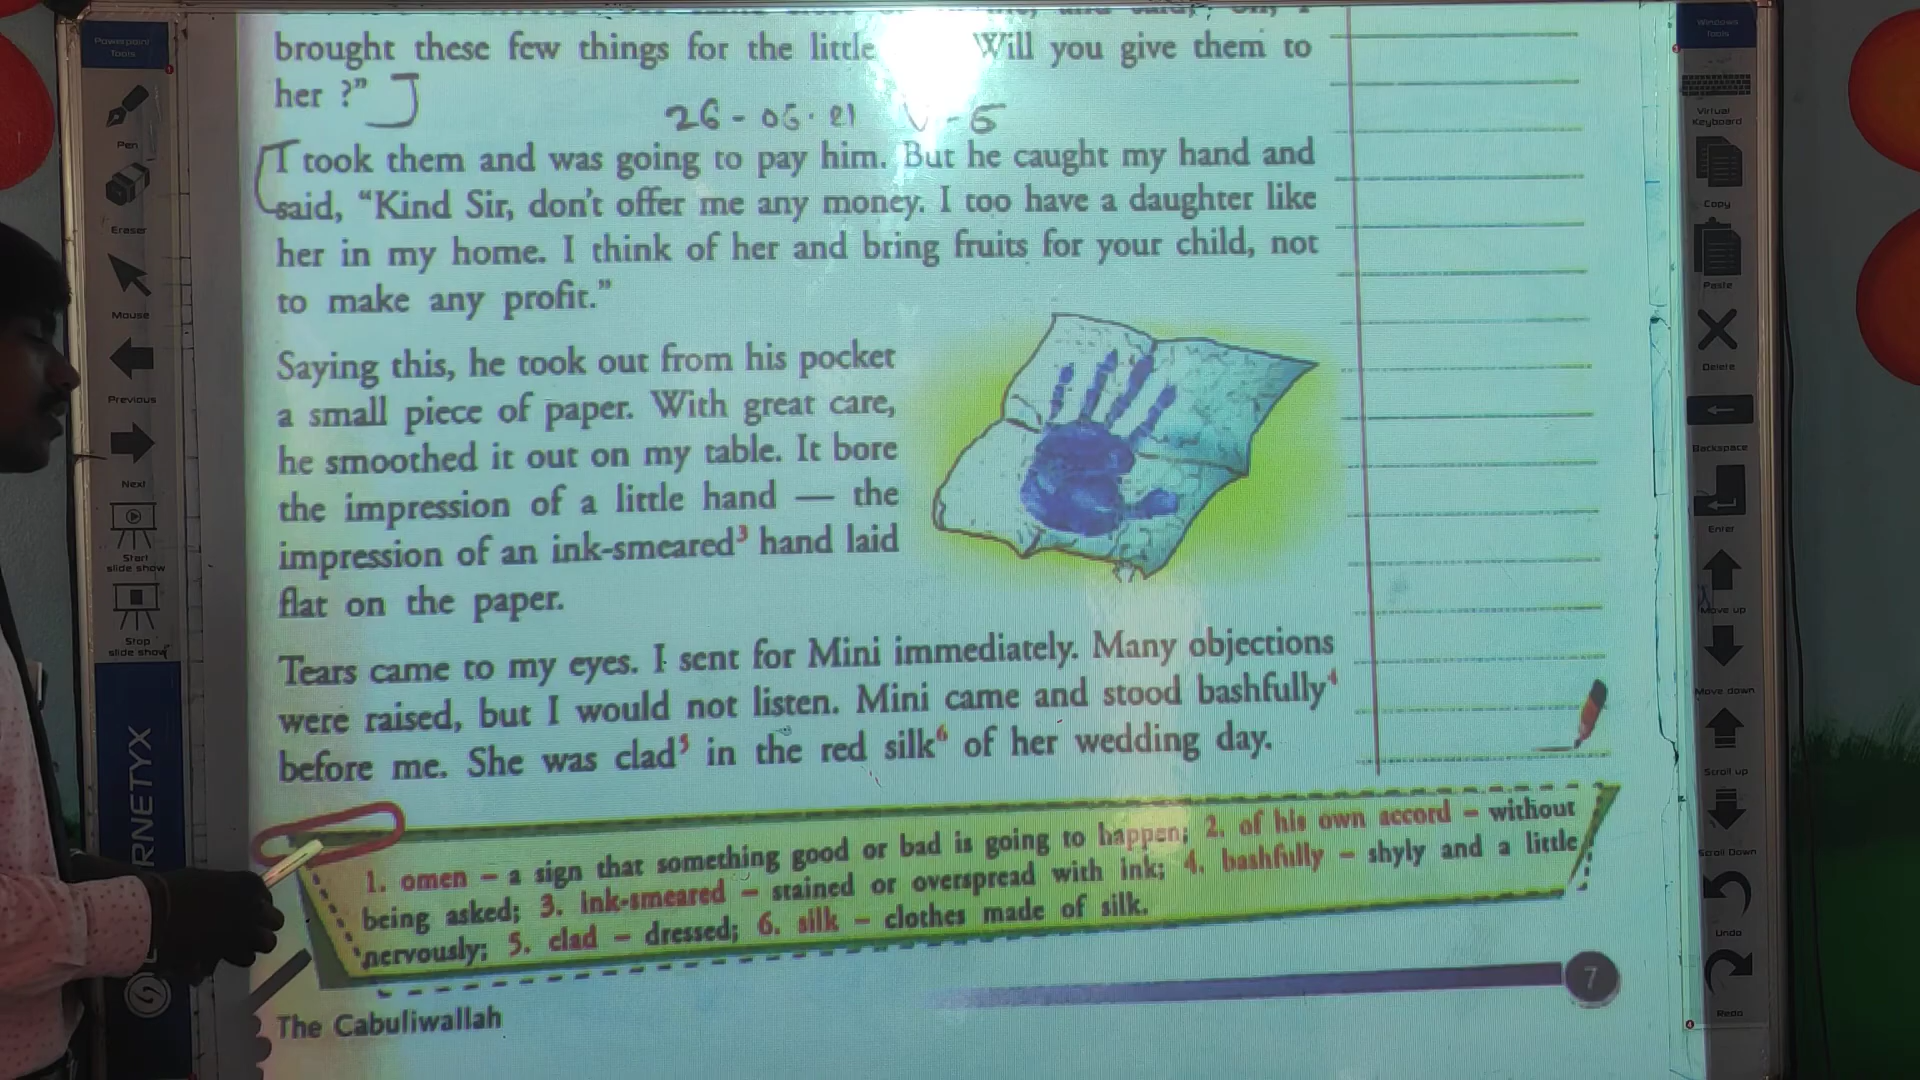 Powerpoint
Tools
Pen
Eraser
Mouse
Previous
Next
Start
slide show
Stop
slide show
RNETYX
brought these few things for the little Will you give them to
her ?”
26-06-21
I took them and was going to pay him. But he caught my hand and
said, “Kind Sir, don’t offer me any money. I too have a daughter like
her in my home. I think of her and bring fruits for your child, not
to make any profit.”
Saying this, he took out from his pocket
a small piece of paper. With great care,
he smoothed it out on my table. It bore
the impression of a little hand — the
impression of an ink-smeared³ hand laid
flat on the paper.
Tears came to my eyes. I sent for Mini immediately. Many objections
were raised, but I would not listen. Mini came and stood bashfully⁴
before me. She was clad⁵ in the red silk⁶ of her wedding day.
1. omen – a sign that something good or bad is going to happen; 2. of his own accord – without
being asked; 3. ink-smeared – stained or overspread with ink; 4. bashfully – shyly and a little
nervously; 5. clad – dressed; 6. silk – clothes made of silk.
7
The Cabuliwallah
Windows
Tools
Virtual
Keyboard
Copy
Paste
Delete
Backspace
Enter
Move up
Move down
Scroll up
Scroll Down
Undo
Redo